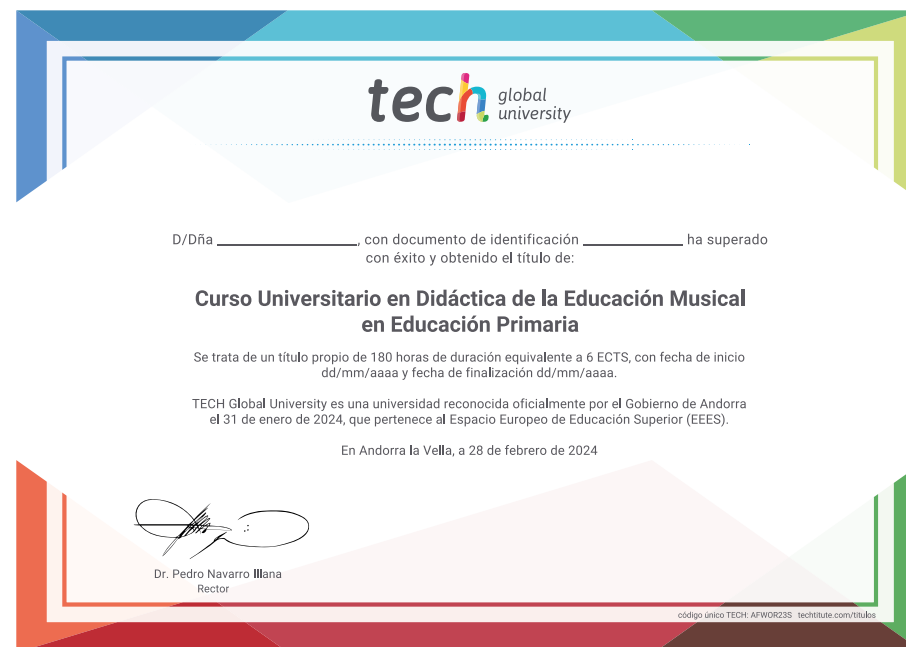 tech global university
D/Dña ____________________, con documento de identificación ______________ ha superado
con éxito y obtenido el título de:
Curso Universitario en Didáctica de la Educación Musical
en Educación Primaria
Se trata de un título propio de 180 horas de duración equivalente a 6 ECTS, con fecha de inicio
dd/mm/aaaa y fecha de finalización dd/mm/aaaa.
TECH Global University es una universidad reconocida oficialmente por el Gobierno de Andorra
el 31 de enero de 2024, que pertenece al Espacio Europeo de Educación Superior (EEES).
En Andorra la Vella, a 28 de febrero de 2024
Dr. Pedro Navarro Illana
Rector
código único TECH: AFWOR23S techtitute.com/titulos